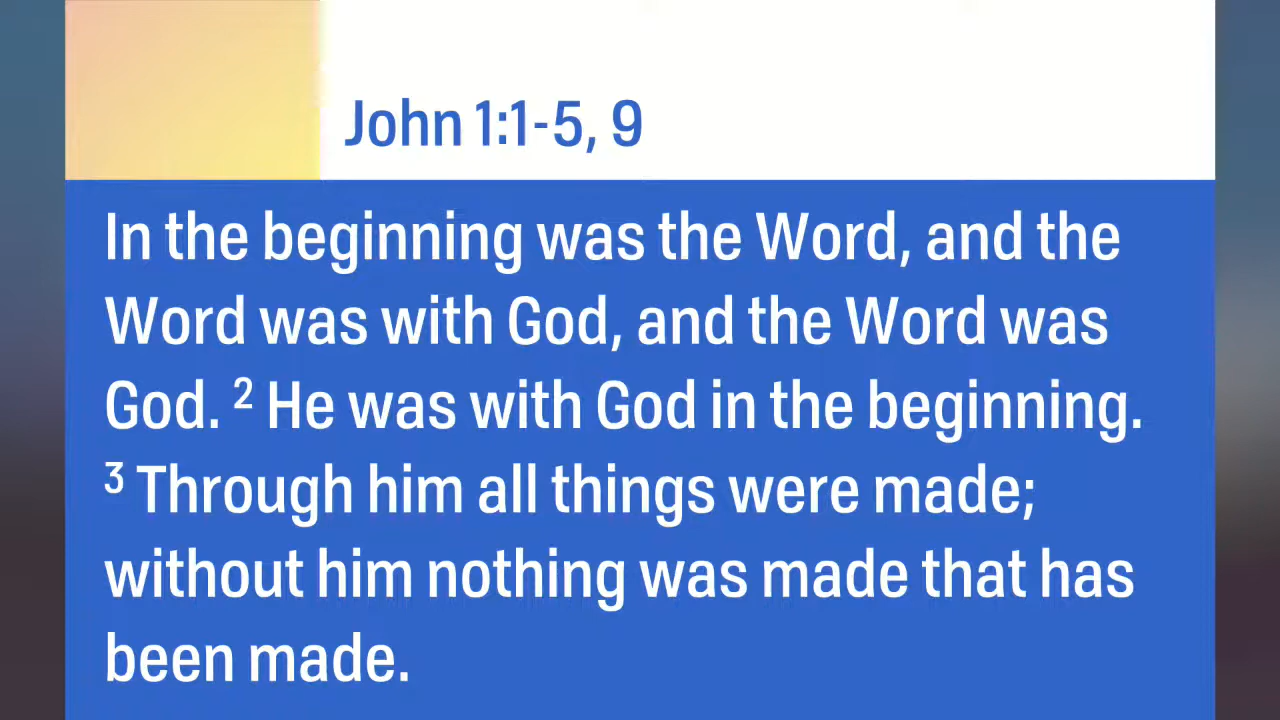 John 1:1-5, 9
In the beginning was the Word, and the
Word was with God, and the Word was
God. ² He was with God in the beginning.
³ Through him all things were made;
without him nothing was made that has
been made.